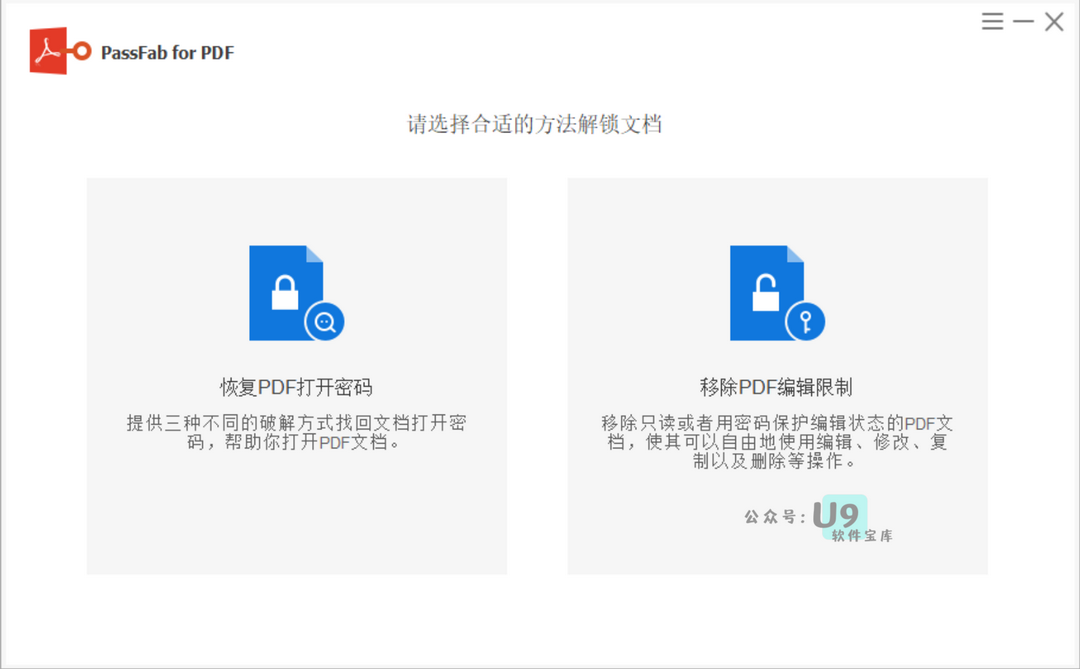 PassFab for PDF
请选择合适的方法解锁文档
恢复PDF打开密码
提供三种不同的破解方式找回文档打开密
码，帮助你打开PDF文档。
移除PDF编辑限制
移除只读或者用密码保护编辑状态的PDF文
档，使其可以自由地使用编辑、修改、复
制以及删除等操作。
公众号：U9
软件宝库